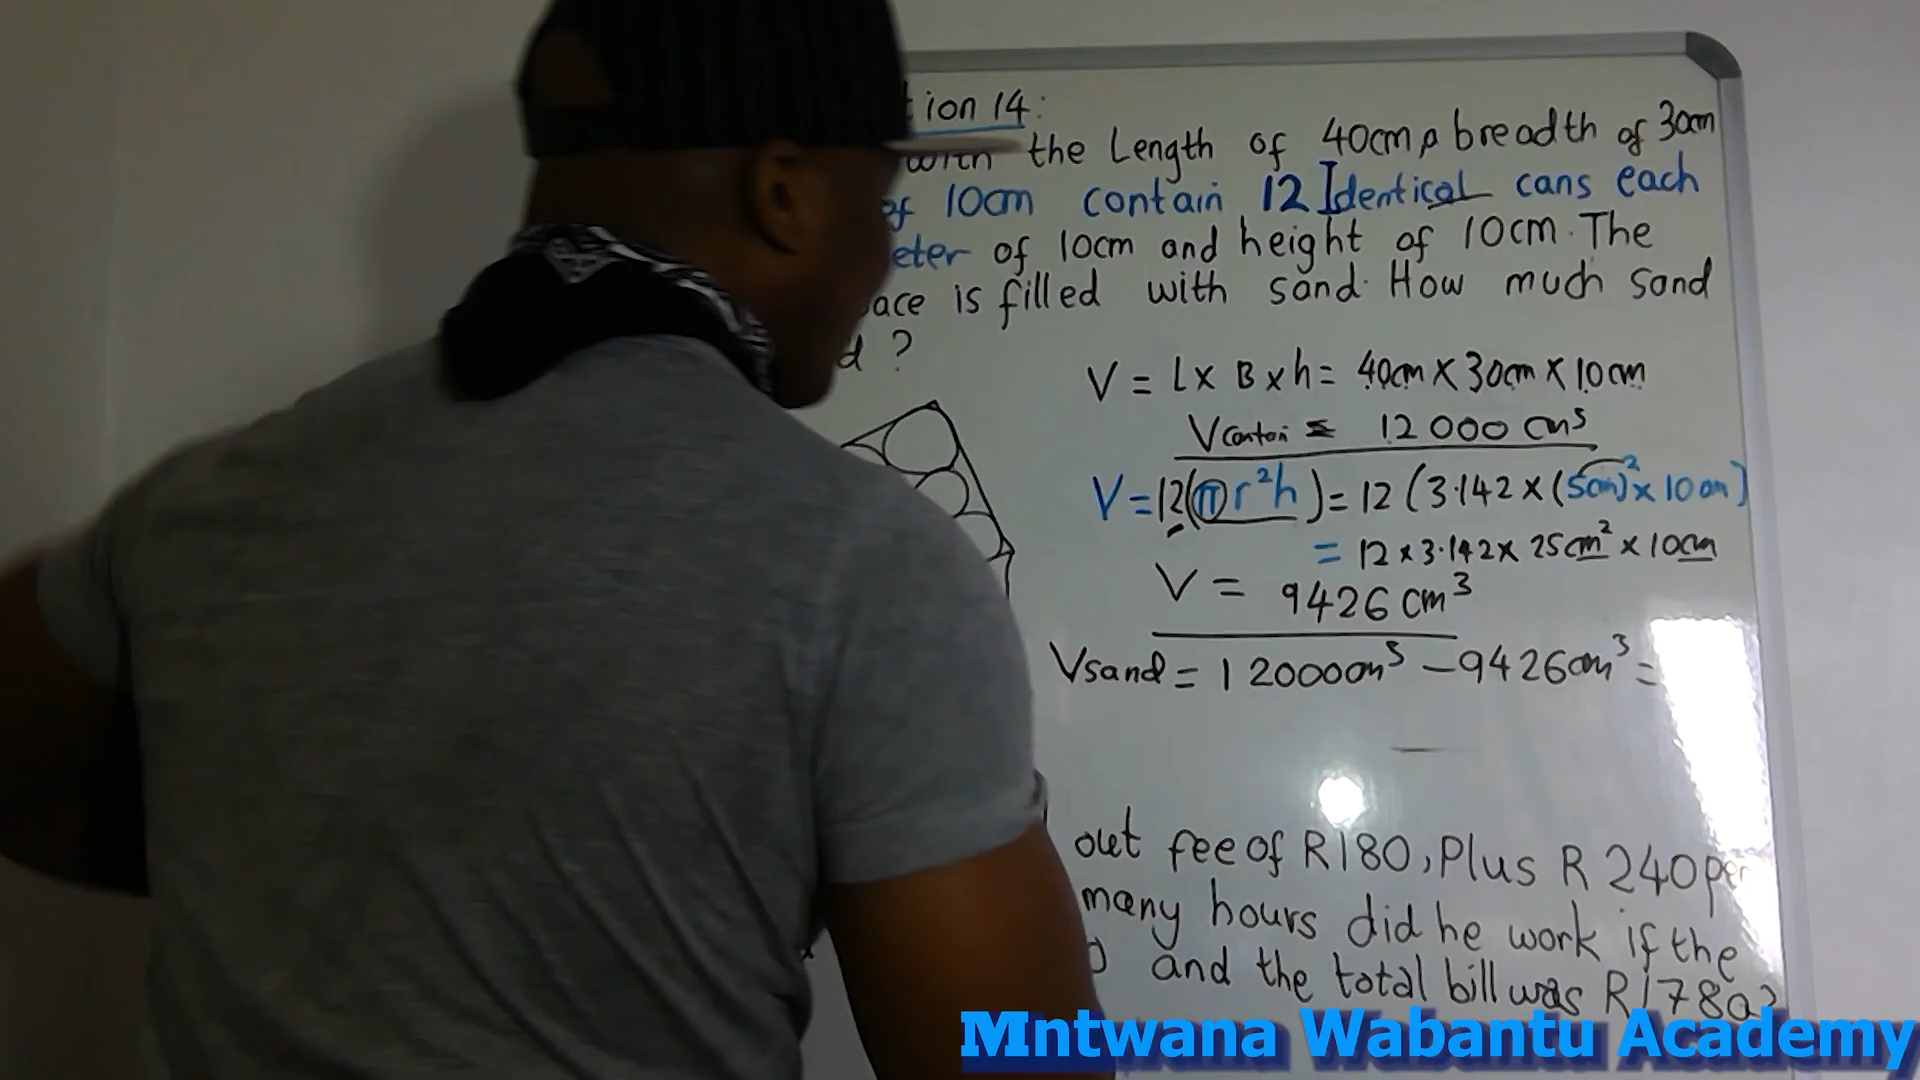 tion 14:
with the Length of 40cm, breadth of 30cm
of 10cm contain 12 Identical cans each
eter of 10cm and height of 10cm. The
pace is filled with sand. How much sand
d ?
V = L x B x h = 40cm x 30cm x 10cm
Vcontai = 12 000 cm³
V = 12(πr²h) = 12 (3.142 x (5cm)² x 10cm)
= 12 x 3.142 x 25cm² x 10cm
V = 9426 cm³
Vsand = 12000cm³ - 9426cm³ =
out fee of R180, Plus R 240 per
many hours did he work if the
and the total bill was R1780?
Mntwana Wabantu Academy